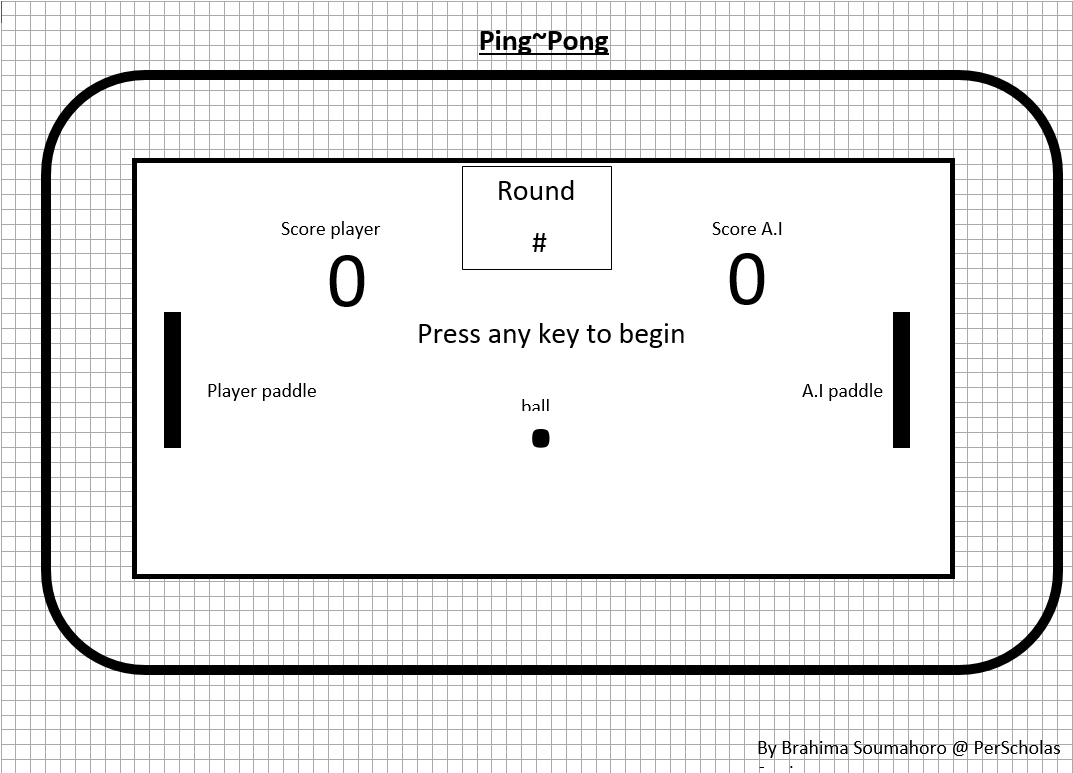 Ping~Pong
Round
#
Score player
Score A.I
0
0
Press any key to begin
Player paddle
A.I paddle
ball
By Brahima Soumahoro @ PerScholas